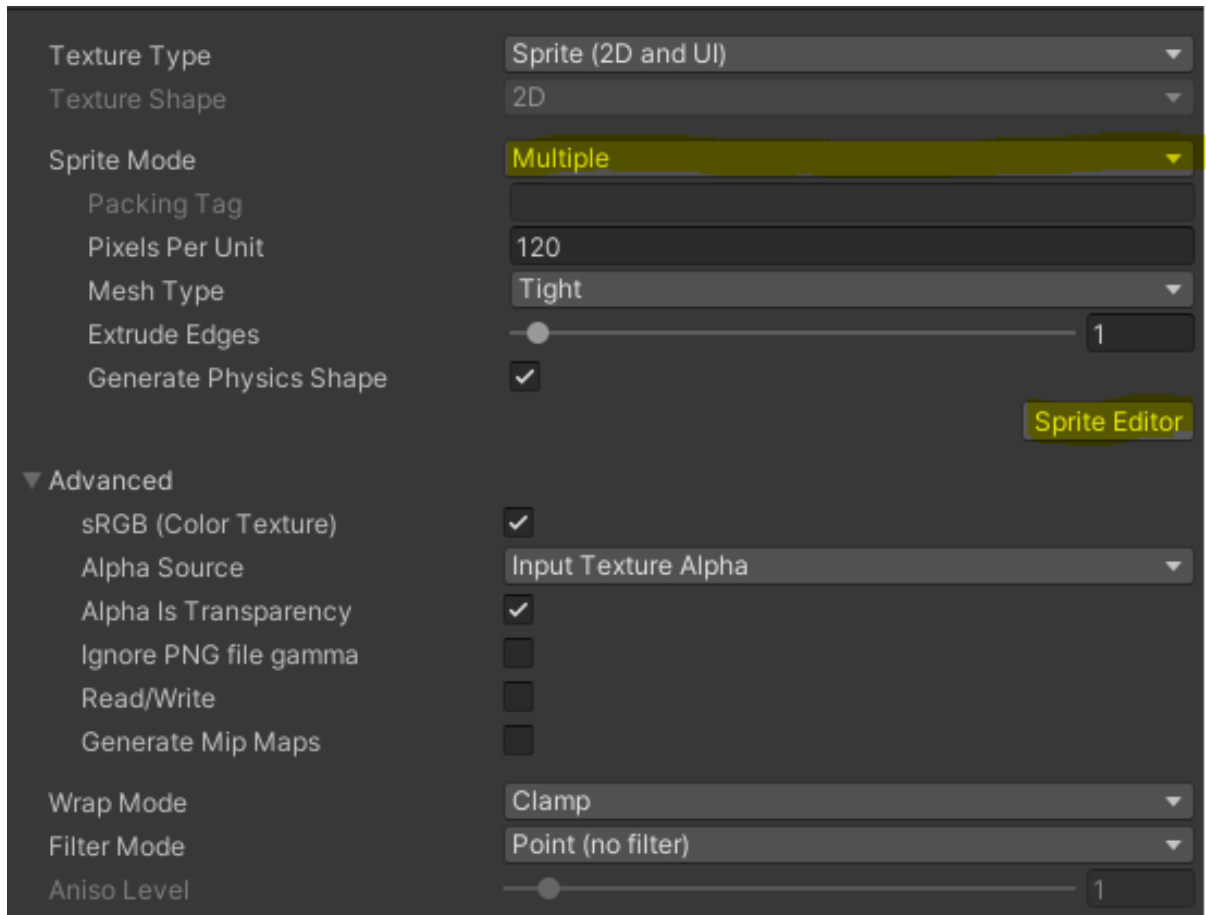 Texture Type Sprite (2D and UI)
Texture Shape 2D
Sprite Mode Multiple
Packing Tag
Pixels Per Unit 120
Mesh Type Tight
Extrude Edges 1
Generate Physics Shape
Sprite Editor
Advanced
sRGB (Color Texture)
Alpha Source Input Texture Alpha
Alpha Is Transparency
Ignore PNG file gamma
Read/Write
Generate Mip Maps
Wrap Mode Clamp
Filter Mode Point (no filter)
Aniso Level 1